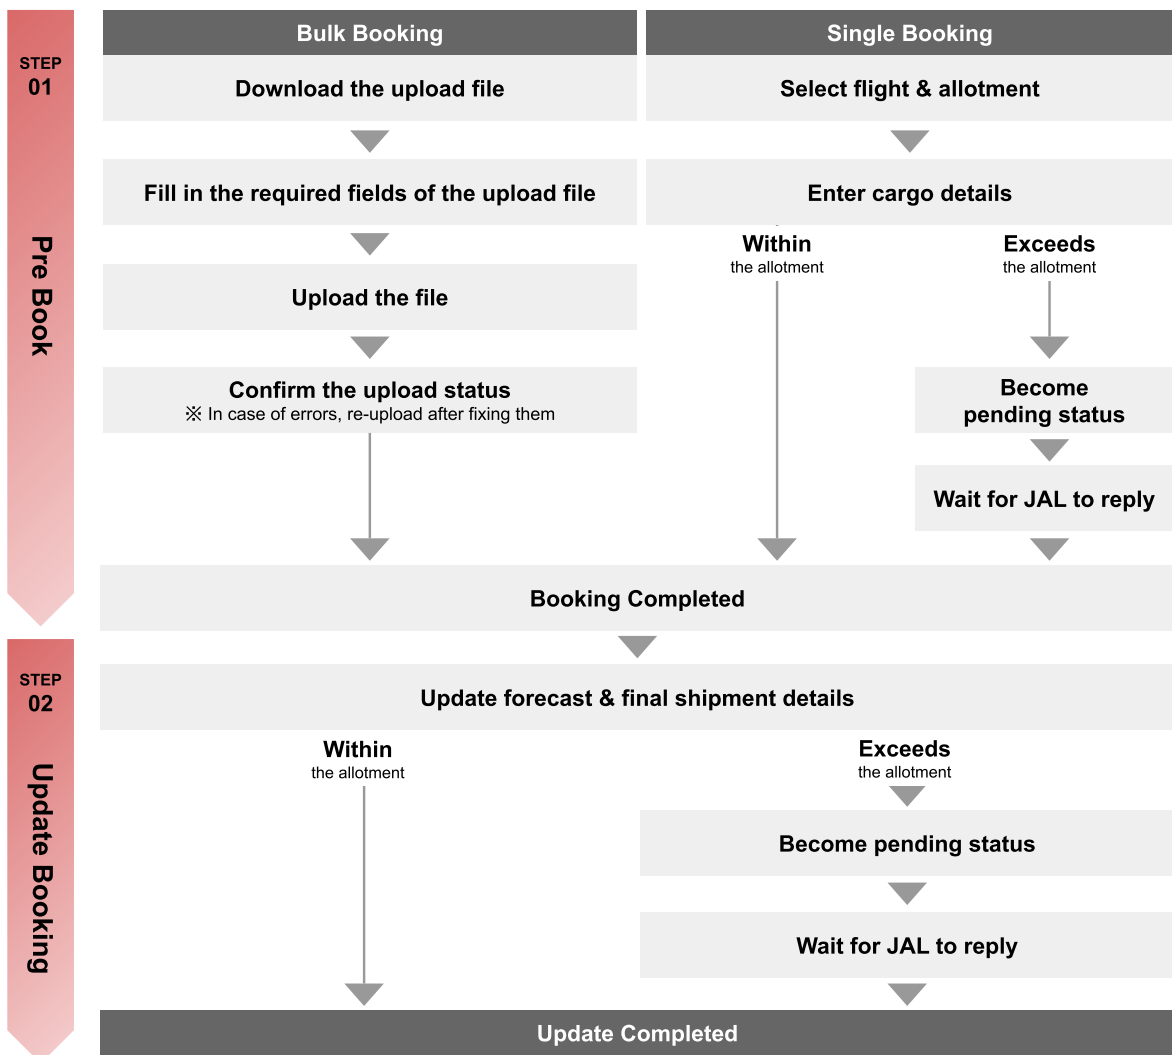 STEP
01
Pre Book
Bulk Booking
Download the upload file
Fill in the required fields of the upload file
Upload the file
Confirm the upload status
※ In case of errors, re-upload after fixing them
Single Booking
Select flight & allotment
Enter cargo details
Within
the allotment
Exceeds
the allotment
Become
pending status
Wait for JAL to reply
Booking Completed
STEP
02
Update Booking
Update forecast & final shipment details
Within
the allotment
Exceeds
the allotment
Become pending status
Wait for JAL to reply
Update Completed